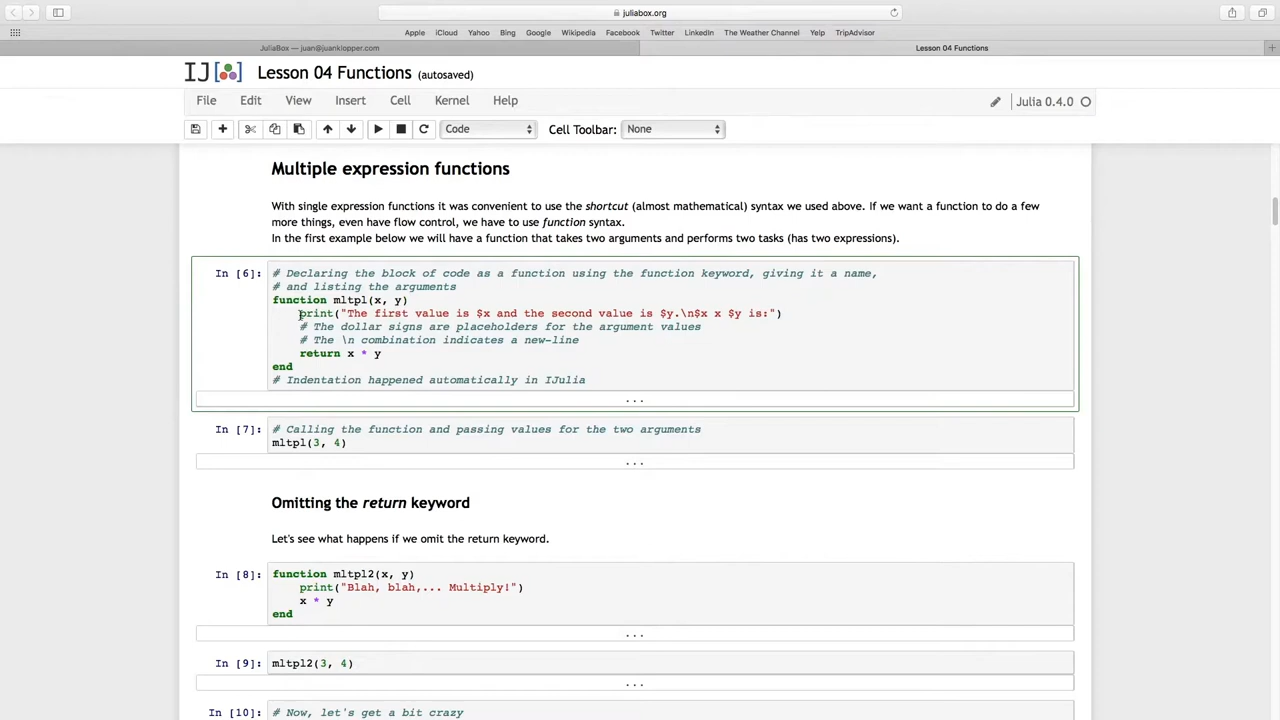 juliabox.org
Apple iCloud Yahoo Bing Google Wikipedia Facebook Twitter LinkedIn The Weather Channel Yelp TripAdvisor
JuliaBox — juan@juanklopper.com Lesson 04 Functions
IJ[ ] Lesson 04 Functions (autosaved)
File Edit View Insert Cell Kernel Help Julia 0.4.0
Code Cell Toolbar: None
Multiple expression functions
With single expression functions it was convenient to use the shortcut (almost mathematical) syntax we used above. If we want a function to do a few
more things, even have flow control, we have to use function syntax.
In the first example below we will have a function that takes two arguments and performs two tasks (has two expressions).
In [6]: # Declaring the block of code as a function using the function keyword, giving it a name,
# and listing the arguments
function mltpl(x, y)
print("The first value is $x and the second value is $y.\n$x x $y is:")
# The dollar signs are placeholders for the argument values
# The \n combination indicates a new-line
return x * y
end
# Indentation happened automatically in IJulia
...
In [7]: # Calling the function and passing values for the two arguments
mltpl(3, 4)
...
Omitting the return keyword
Let's see what happens if we omit the return keyword.
In [8]: function mltpl2(x, y)
print("Blah, blah,... Multiply!")
x * y
end
...
In [9]: mltpl2(3, 4)
...
In [10]: # Now, let's get a bit crazy